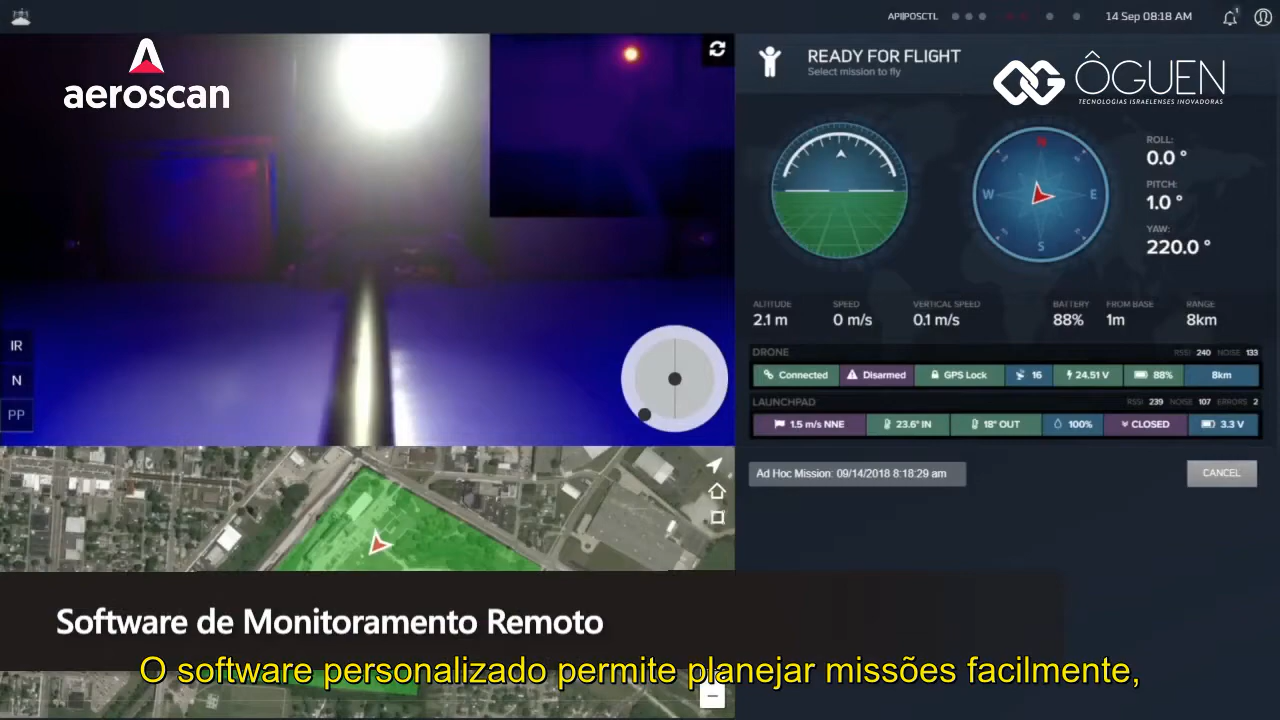 APIPOSCTL
14 Sep 08:18 AM
1
aeroscan
READY FOR FLIGHT
Select mission to fly
ÔGUEN
TECNOLOGIAS ISRAELENSES INOVADORAS
N
W
E
S
ROLL:
0.0 °
PITCH:
1.0 °
YAW:
220.0 °
ALTITUDE
SPEED
VERTICAL SPEED
BATTERY
FROM BASE
RANGE
2.1 m
0 m/s
0.1 m/s
88%
1m
8km
IR
N
PP
DRONE
RSSI 240 NOISE 133
Connected
Disarmed
GPS Lock
16
24.51 V
88%
8km
LAUNCHPAD
RSSI 239 NOISE 107 ERRORS 2
1.5 m/s NNE
23.6° IN
18° OUT
100%
CLOSED
3.3 V
Ad Hoc Mission: 09/14/2018 8:18:29 am
CANCEL
Software de Monitoramento Remoto
O software personalizado permite planejar missões facilmente,